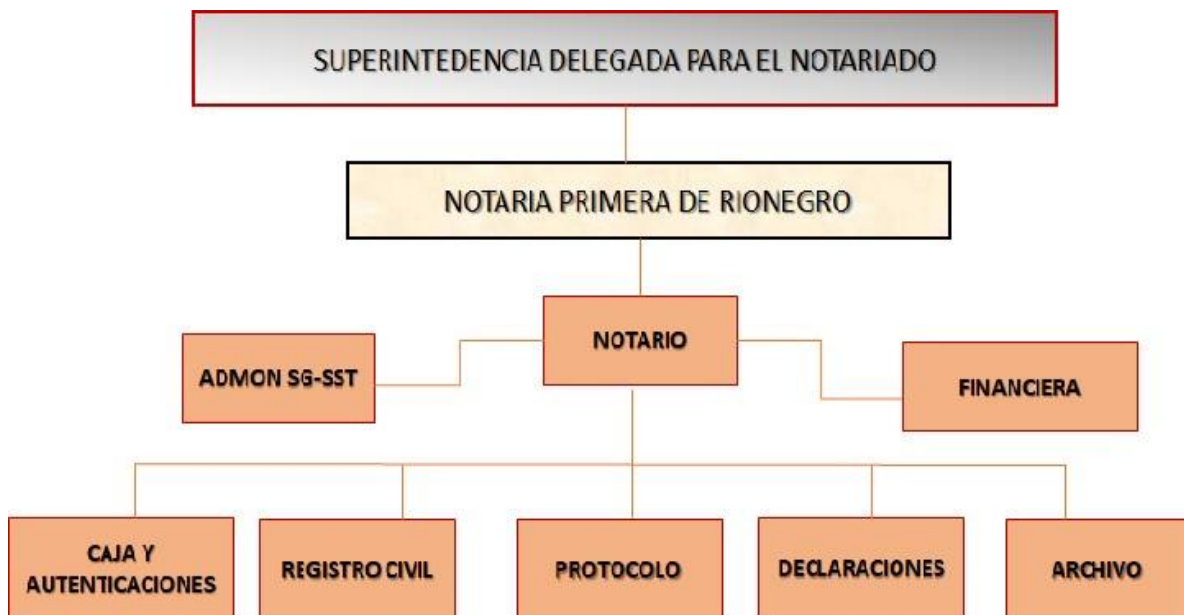 SUPERINTEDENCIA DELEGADA PARA EL NOTARIADO
NOTARIA PRIMERA DE RIONEGRO
NOTARIO
ADMON SG-SST
FINANCIERA
CAJA Y
AUTENTICACIONES
REGISTRO CIVIL
PROTOCOLO
DECLARACIONES
ARCHIVO